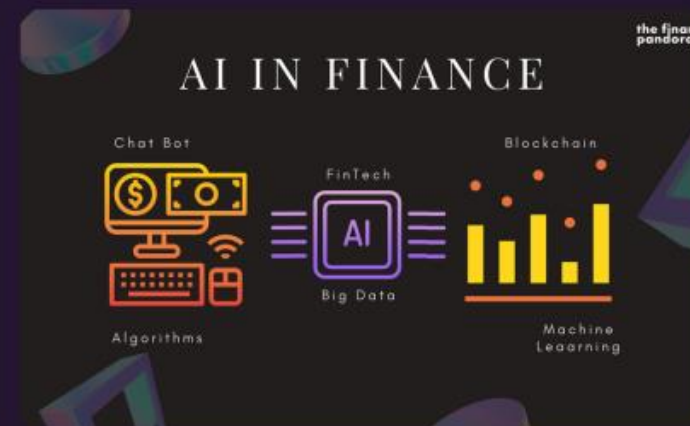 the finan
pandora
AI IN FINANCE
Chat Bot
Blockchain
FinTech
$
AI
Big Data
Algorithms
Machine
Leaarning